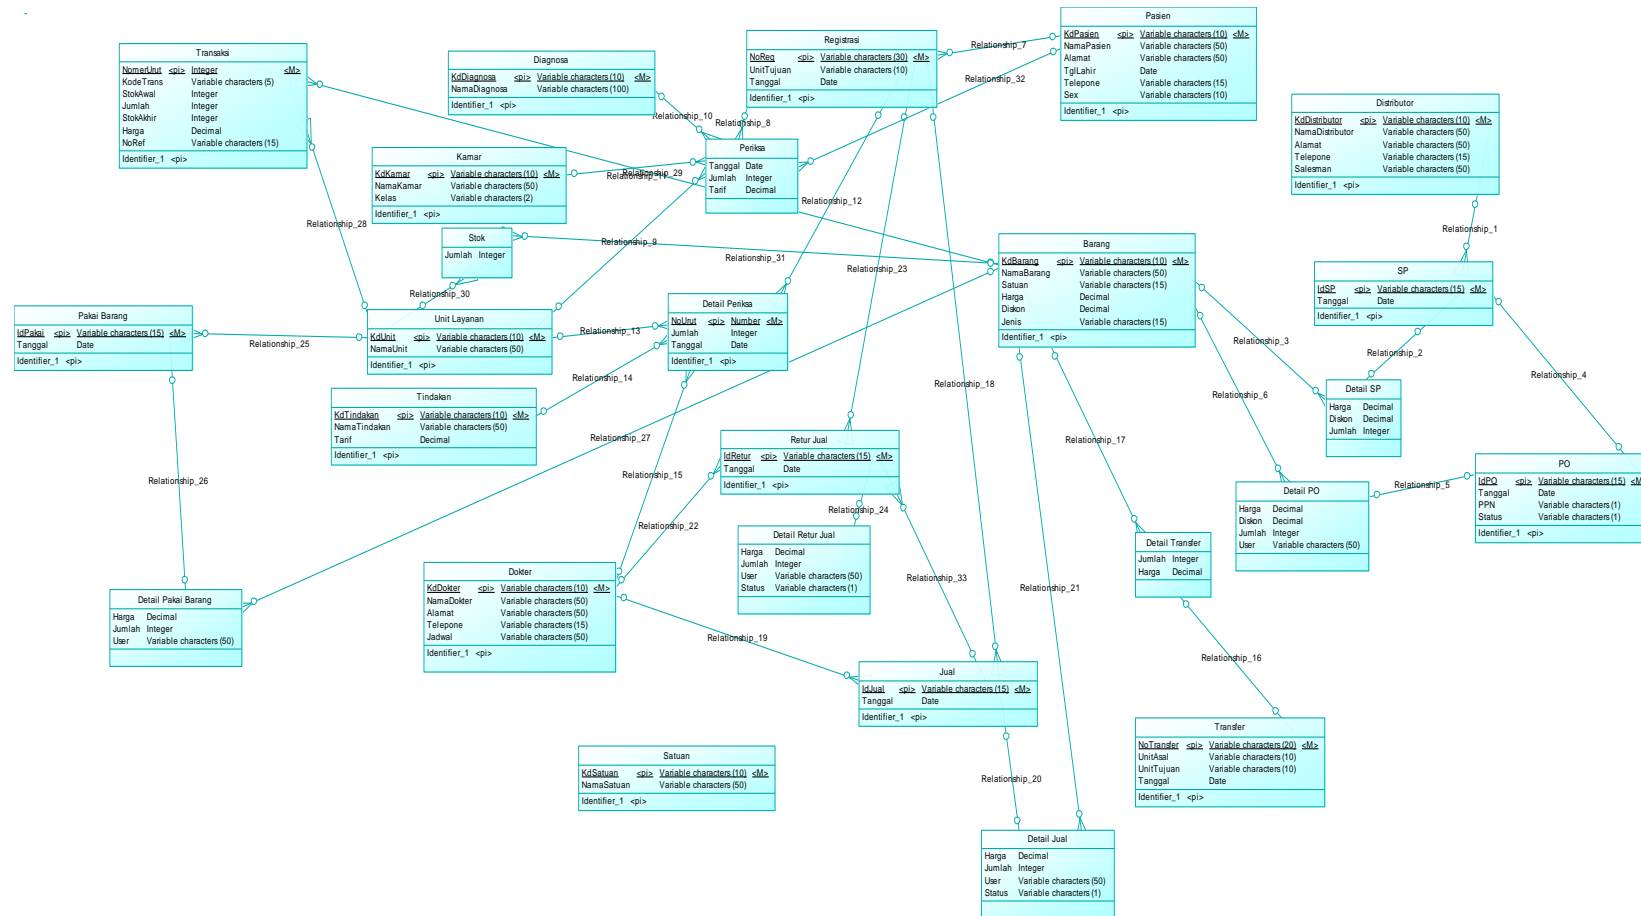 Transaksi
NomerUrut <pi> Integer <M>
KodeTrans Variable characters (5)
StokAwal Integer
Jumlah Integer
StokAkhir Integer
Harga Decimal
NoRef Variable characters (15)
Identifier_1 <pi>
Diagnosa
KdDiagnosa <pi> Variable characters (10) <M>
NamaDiagnosa Variable characters (100)
Identifier_1 <pi>
Registrasi
NoReg <pi> Variable characters (30) <M>
UnitTujuan Variable characters (10)
Tanggal Date
Identifier_1 <pi>
Pasien
KdPasien <pi> Variable characters (10) <M>
NamaPasien Variable characters (50)
Alamat Variable characters (50)
TglLahir Date
Telepone Variable characters (15)
Sex Variable characters (10)
Identifier_1 <pi>
Relationship_7
Relationship_32
Relationship_10
Relationship_8
Distributor
KdDistributor <pi> Variable characters (10) <M>
NamaDistributor Variable characters (50)
Alamat Variable characters (50)
Telepone Variable characters (15)
Salesman Variable characters (50)
Identifier_1 <pi>
Kamar
KdKamar <pi> Variable characters (10) <M>
NamaKamar Variable characters (50)
Kelas Variable characters (2)
Identifier_1 <pi>
Periksa
Tanggal Date
Jumlah Integer
Tarif Decimal
Relationship_29
Relationship_12
Relationship_28
Relationship_9
Relationship_31
Relationship_23
Relationship_1
Stok
Jumlah Integer
Barang
KdBarang <pi> Variable characters (10) <M>
NamaBarang Variable characters (50)
Satuan Variable characters (15)
Harga Decimal
Diskon Decimal
Jenis Variable characters (15)
Identifier_1 <pi>
SP
IdSP <pi> Variable characters (15) <M>
Tanggal Date
Identifier_1 <pi>
Relationship_30
Pakai Barang
IdPakai <pi> Variable characters (15) <M>
Tanggal Date
Identifier_1 <pi>
Relationship_25
Unit Layanan
KdUnit <pi> Variable characters (10) <M>
NamaUnit Variable characters (50)
Identifier_1 <pi>
Relationship_13
Detail Periksa
NoUrut <pi> Number <M>
Jumlah Integer
Tanggal Date
Identifier_1 <pi>
Relationship_3
Relationship_2
Relationship_4
Relationship_14
Relationship_18
Relationship_6
Tindakan
KdTindakan <pi> Variable characters (10) <M>
NamaTindakan Variable characters (50)
Tarif Decimal
Identifier_1 <pi>
Detail SP
Harga Decimal
Diskon Decimal
Jumlah Integer
Relationship_27
Relationship_17
Relationship_26
Relationship_15
Retur Jual
IdRetur <pi> Variable characters (15) <M>
Tanggal Date
Identifier_1 <pi>
Relationship_22
Relationship_24
PO
IdPO <pi> Variable characters (15)
Tanggal Date
PPN Variable characters (1)
Status Variable characters (1)
Identifier_1 <pi>
Relationship_5
Detail PO
Harga Decimal
Diskon Decimal
Jumlah Integer
User Variable characters (50)
Detail Retur Jual
Harga Decimal
Jumlah Integer
User Variable characters (50)
Status Variable characters (1)
Detail Transfer
Jumlah Integer
Harga Decimal
Relationship_33
Relationship_21
Dokter
KdDokter <pi> Variable characters (10) <M>
NamaDokter Variable characters (50)
Alamat Variable characters (50)
Telepone Variable characters (15)
Jadwal Variable characters (50)
Identifier_1 <pi>
Detail Pakai Barang
Harga Decimal
Jumlah Integer
User Variable characters (50)
Relationship_19
Relationship_16
Jual
IdJual <pi> Variable characters (15) <M>
Tanggal Date
Identifier_1 <pi>
Transfer
NoTransfer <pi> Variable characters (20) <M>
UnitAsal Variable characters (10)
UnitTujuan Variable characters (10)
Tanggal Date
Identifier_1 <pi>
Satuan
KdSatuan <pi> Variable characters (10) <M>
NamaSatuan Variable characters (50)
Identifier_1 <pi>
Relationship_20
Detail Jual
Harga Decimal
Jumlah Integer
User Variable characters (50)
Status Variable characters (1)